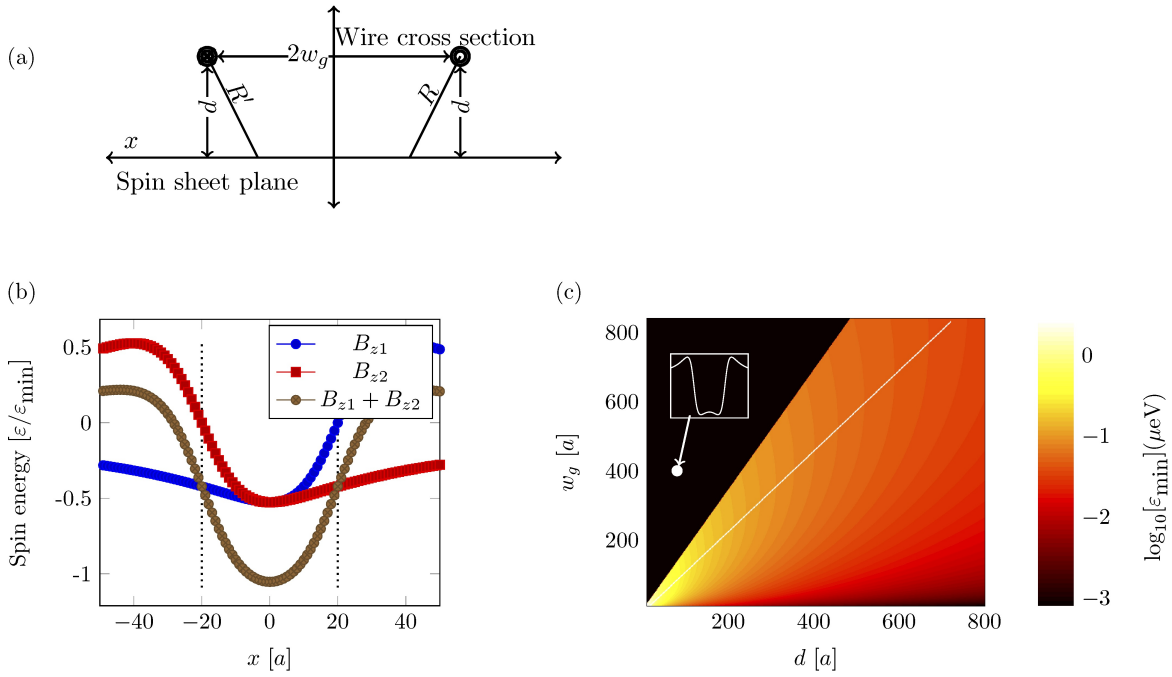 (a)
Wire cross section
2w_g
R′
R
d
d
x
Spin sheet plane
(b)
Spin energy [ε/ε_min]
0.5
0
-0.5
-1
B_z1
B_z2
B_z1 + B_z2
−40 −20 0 20 40
x [a]
(c)
w_g [a]
800
600
400
200
200 400 600 800
d [a]
0
−1
−2
−3
log₁₀[ε_min](μeV)